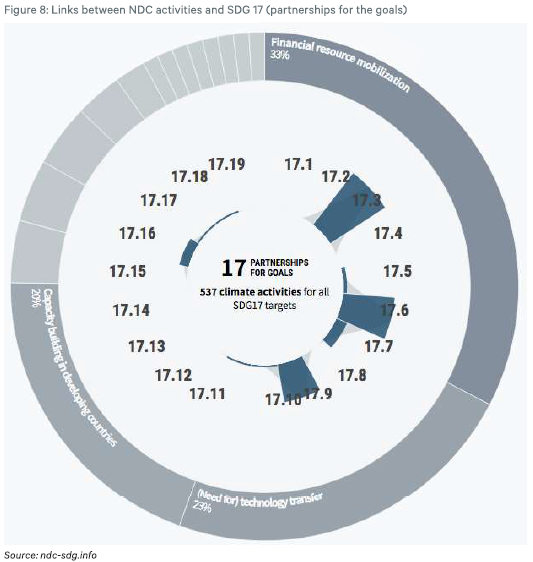 Figure 8: Links between NDC activities and SDG 17 (partnerships for the goals)
Financial resource mobilization
33%
17.19
17.1
17.18
17.2
17.17
17.3
17.16
17.4
17.15
17.5
17.14
17.6
17.13
17.7
17.12
17.8
17.11
17.10
17.9
17 PARTNERSHIPS
FOR GOALS
537 climate activities for all
SDG17 targets
Capacity building in developing countries
20%
(Need for) technology transfer
23%
Source: ndc-sdg.info